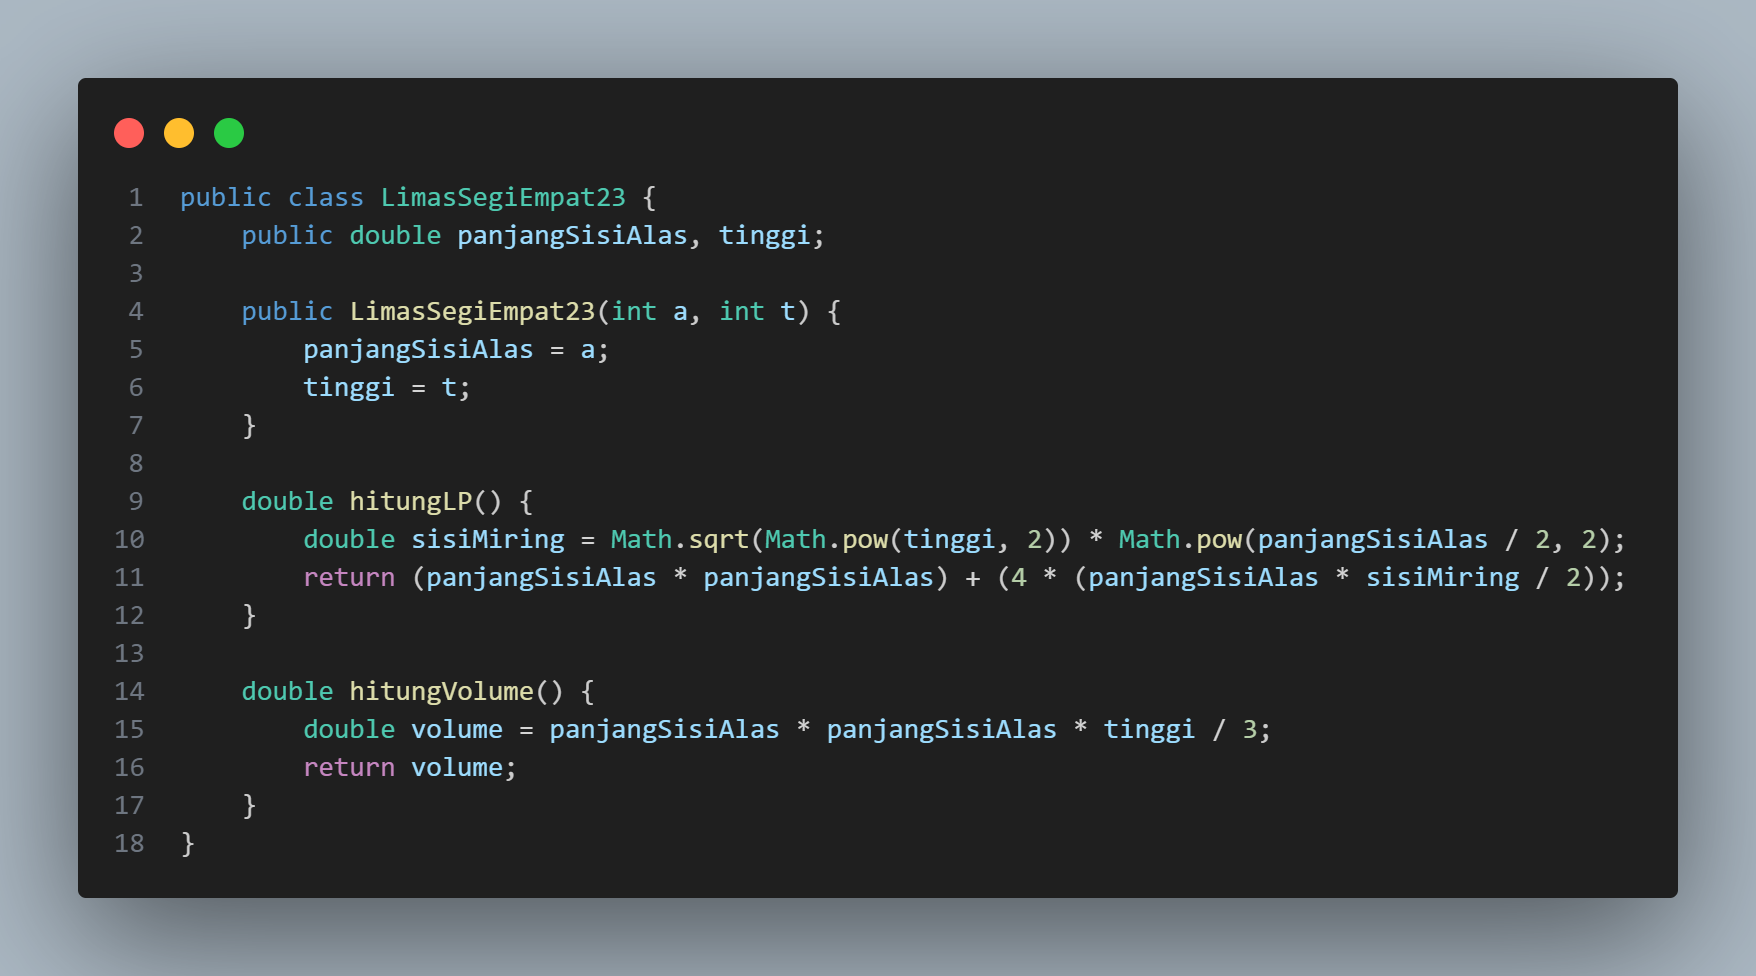 1 public class LimasSegiEmpat23 {
2     public double panjangSisiAlas, tinggi;
3
4     public LimasSegiEmpat23(int a, int t) {
5         panjangSisiAlas = a;
6         tinggi = t;
7     }
8
9     double hitungLP() {
10         double sisiMiring = Math.sqrt(Math.pow(tinggi, 2)) * Math.pow(panjangSisiAlas / 2, 2);
11         return (panjangSisiAlas * panjangSisiAlas) + (4 * (panjangSisiAlas * sisiMiring / 2));
12     }
13
14     double hitungVolume() {
15         double volume = panjangSisiAlas * panjangSisiAlas * tinggi / 3;
16         return volume;
17     }
18 }